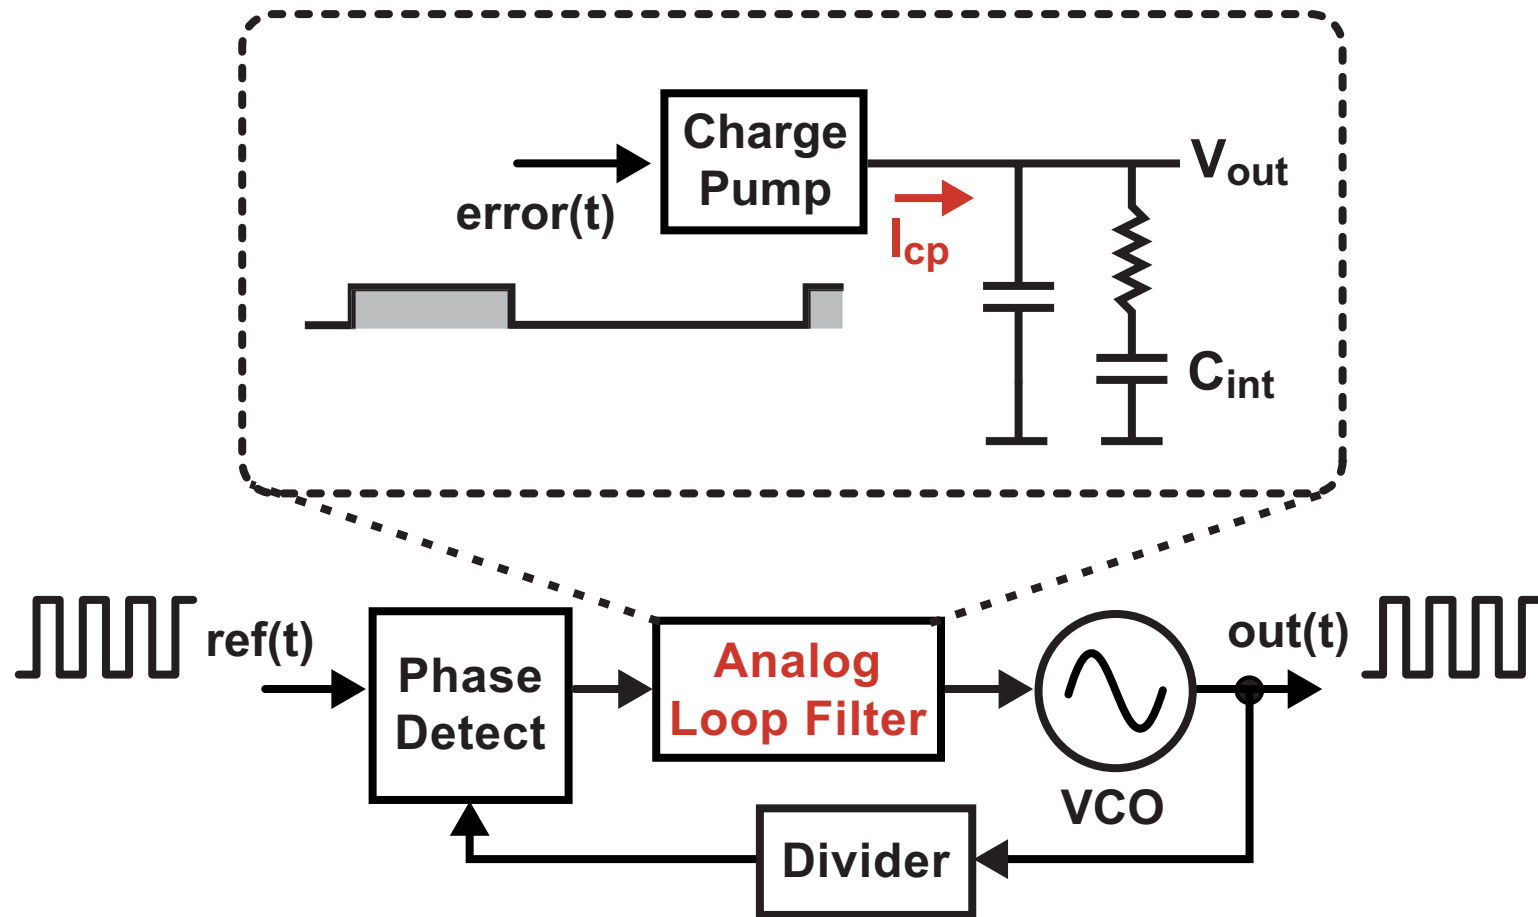 Charge
Pump
error(t)
Icp
Vout
Cint
ref(t)
Phase
Detect
Analog
Loop Filter
VCO
out(t)
Divider